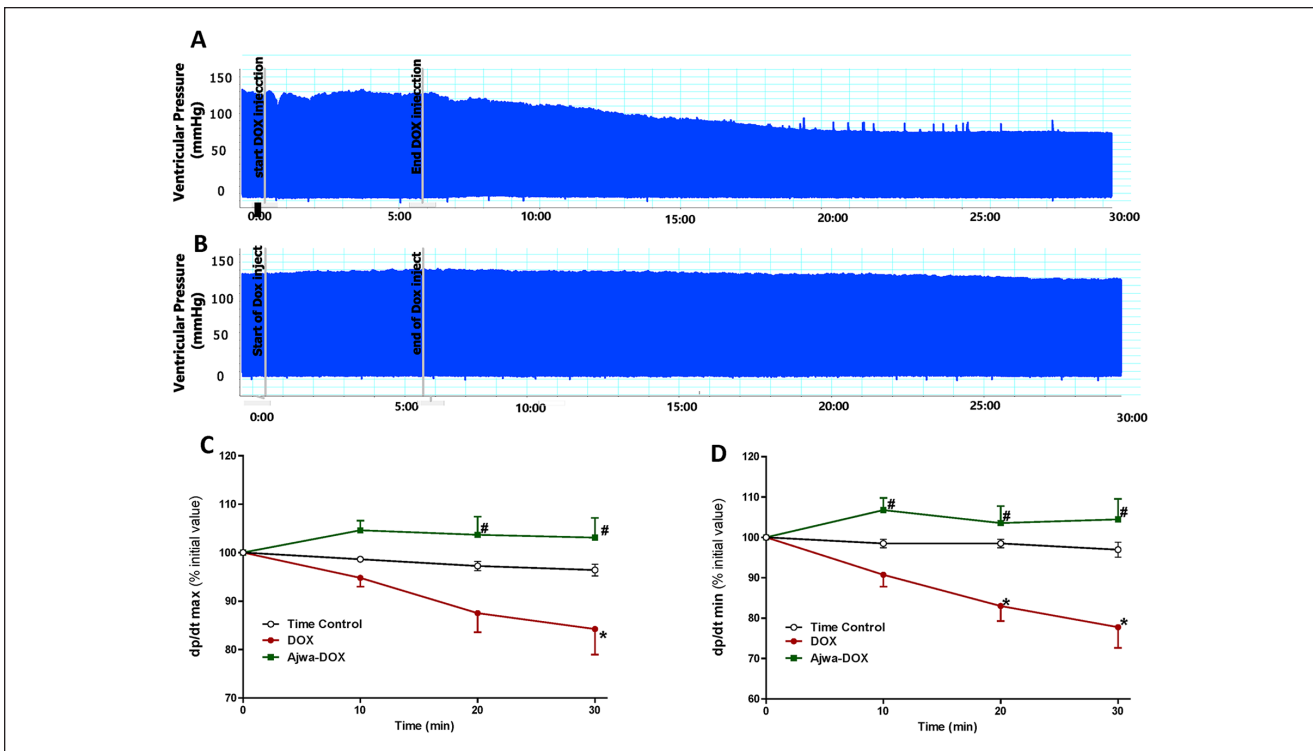 A
Ventricular Pressure
(mmHg)
150
100
50
0
start DOX iniecction
End DOX iniecction
0:00
5:00
10:00
15:00
20:00
25:00
30:00
B
Ventricular Pressure
(mmHg)
150
100
50
0
Start of Dox inject
end of Dox inject
0:00
5:00
10:00
15:00
20:00
25:00
30:00
C
dp/dt max (% initial value)
120
110
100
90
80
70
#
#
*
Time Control
DOX
Ajwa-DOX
0
10
20
30
Time (min)
D
dp/dt min (% initial value)
120
110
100
90
80
70
60
#
#
#
*
*
Time Control
DOX
Ajwa-DOX
0
10
20
30
Time (min)